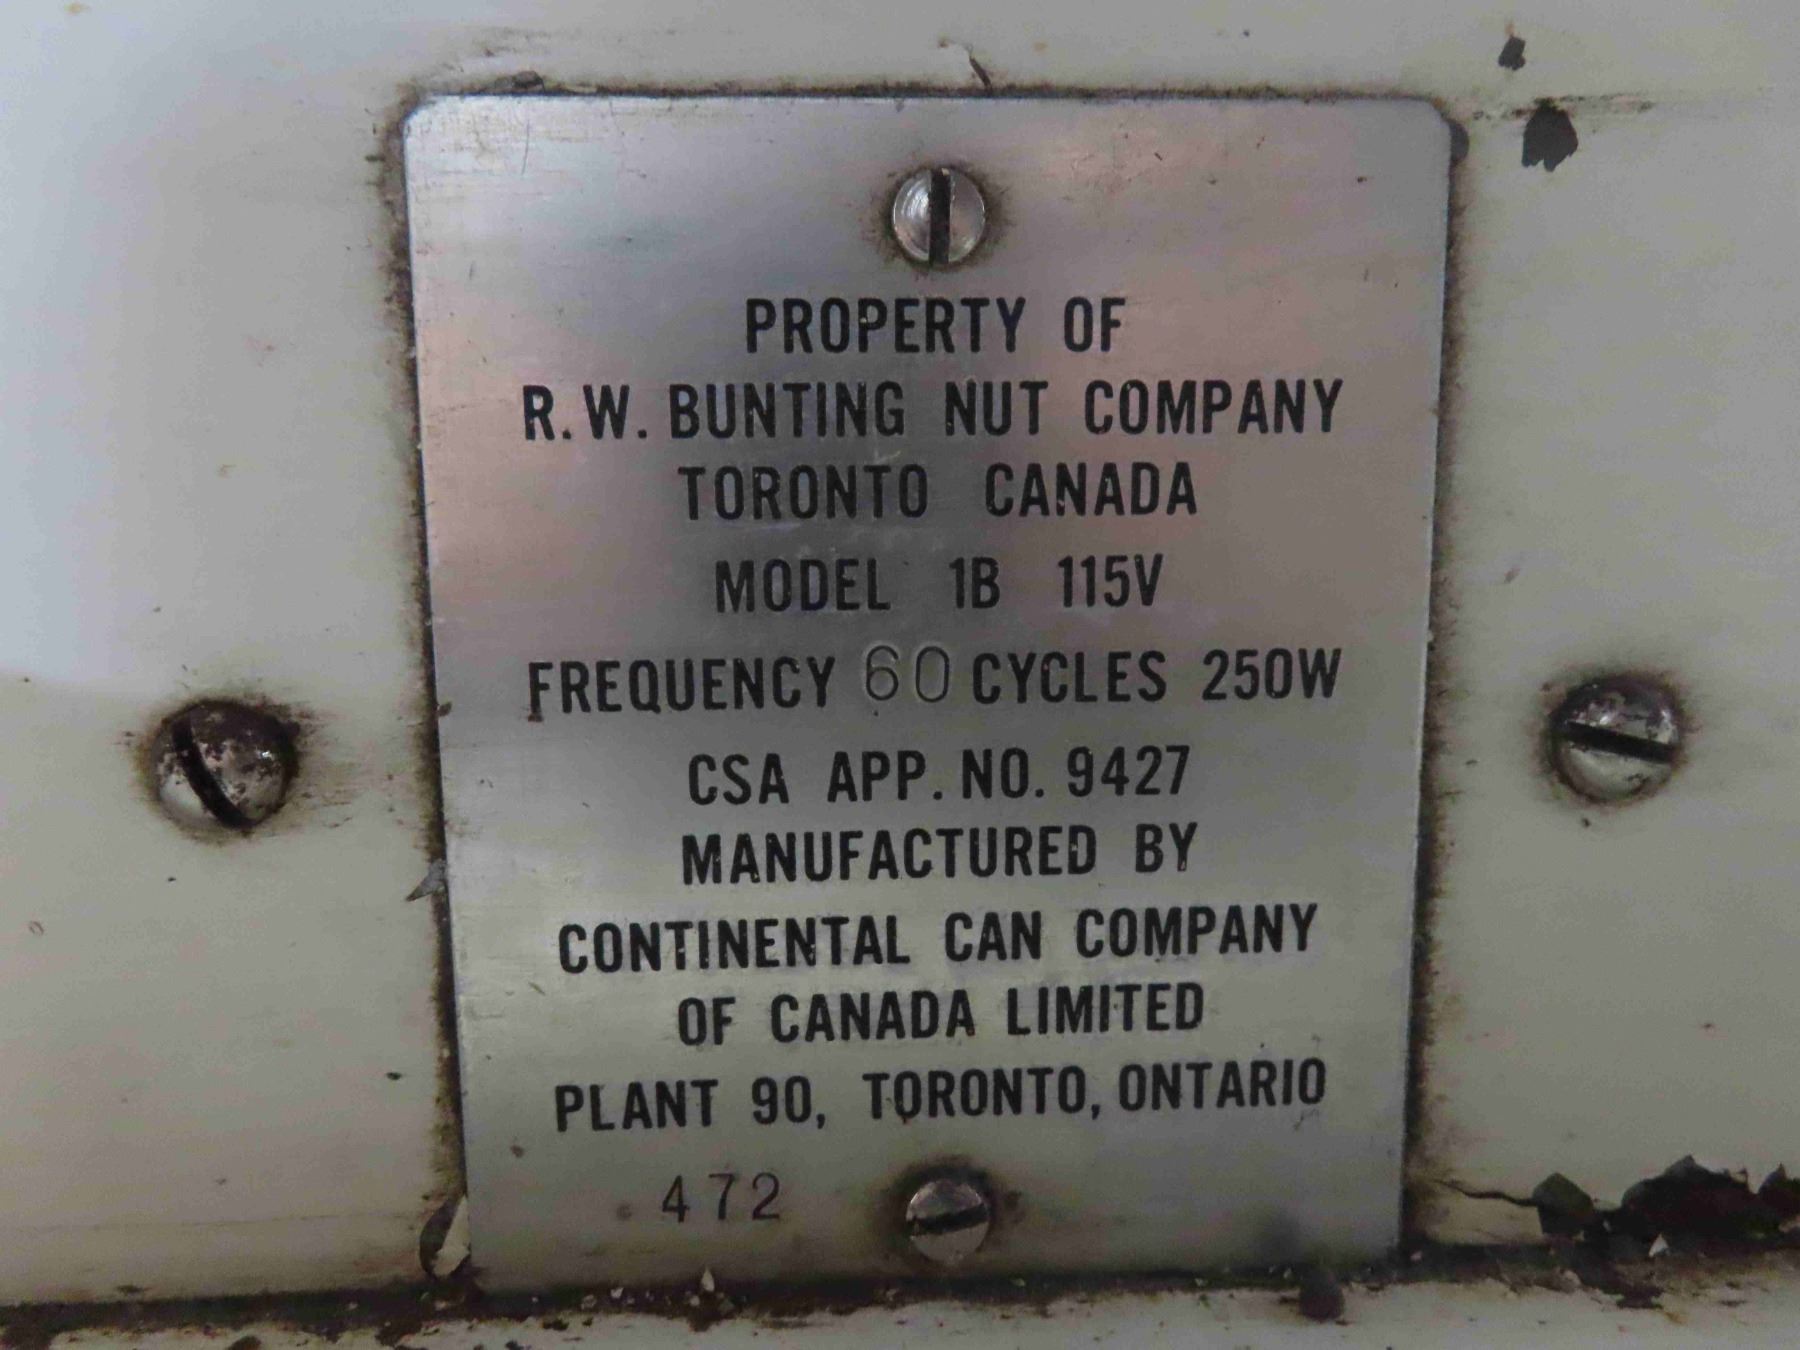 PROPERTY OF
R.W. BUNTING NUT COMPANY
TORONTO CANADA
MODEL 1B 115V
FREQUENCY 60 CYCLES 250W
CSA APP. NO. 9427
MANUFACTURED BY
CONTINENTAL CAN COMPANY
OF CANADA LIMITED
PLANT 90, TORONTO, ONTARIO
472